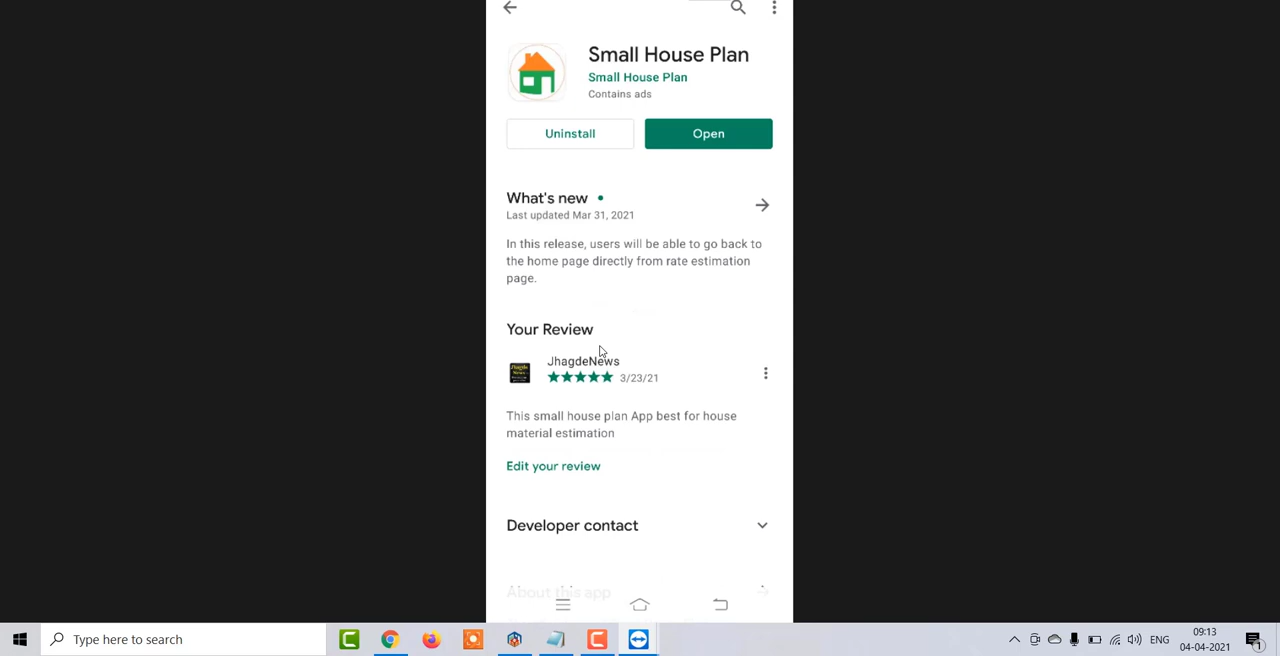 Small House Plan
Small House Plan
Contains ads
Uninstall
Open
What's new
Last updated Mar 31, 2021
In this release, users will be able to go back to
the home page directly from rate estimation
page.
Your Review
JhagdeNews
3/23/21
This small house plan App best for house
material estimation
Edit your review
Developer contact
About this app
Type here to search
ENG
09:13
04-04-2021
1